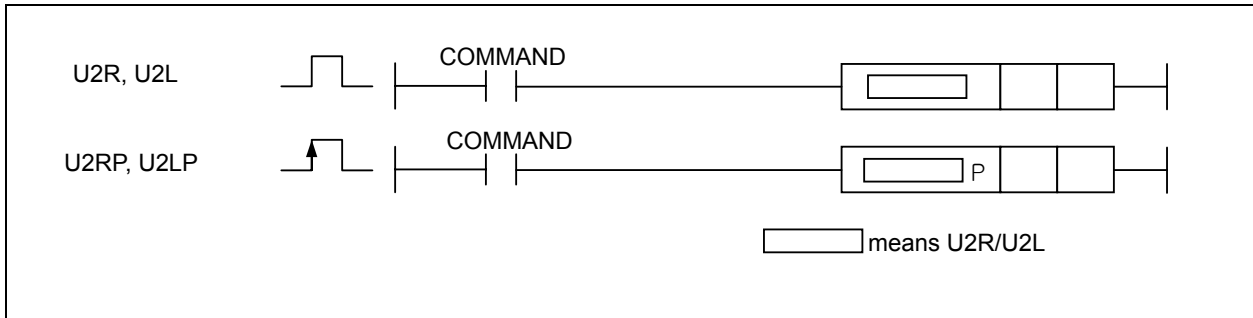 COMMAND
U2R, U2L
COMMAND
U2RP, U2LP
P
means U2R/U2L